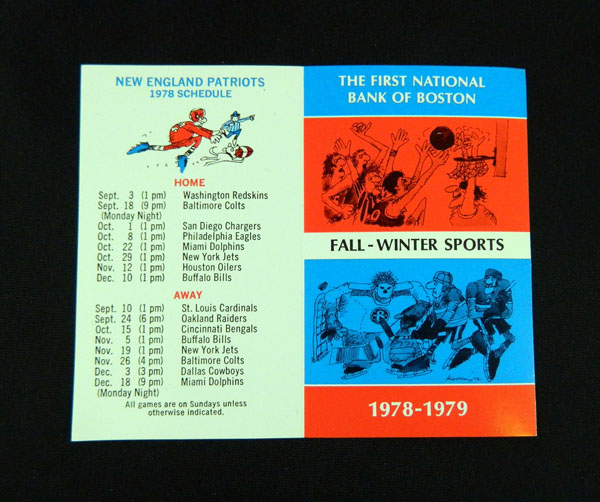 NEW ENGLAND PATRIOTS
1978 SCHEDULE
HOME
Sept. 3 (1 pm) Washington Redskins
Sept. 18 (9 pm) Baltimore Colts
(Monday Night)
Oct. 1 (1 pm) San Diego Chargers
Oct. 8 (1 pm) Philadelphia Eagles
Oct. 22 (1 pm) Miami Dolphins
Oct. 29 (1 pm) New York Jets
Nov. 12 (1 pm) Houston Oilers
Dec. 10 (1 pm) Buffalo Bills
AWAY
Sept. 10 (1 pm) St. Louis Cardinals
Sept. 24 (6 pm) Oakland Raiders
Oct. 15 (1 pm) Cincinnati Bengals
Nov. 5 (1 pm) Buffalo Bills
Nov. 19 (1 pm) New York Jets
Nov. 26 (4 pm) Baltimore Colts
Dec. 3 (3 pm) Dallas Cowboys
Dec. 18 (9 pm) Miami Dolphins
(Monday Night)
All games are on Sundays unless
otherwise indicated.
THE FIRST NATIONAL
BANK OF BOSTON
FALL - WINTER SPORTS
R
1978-1979